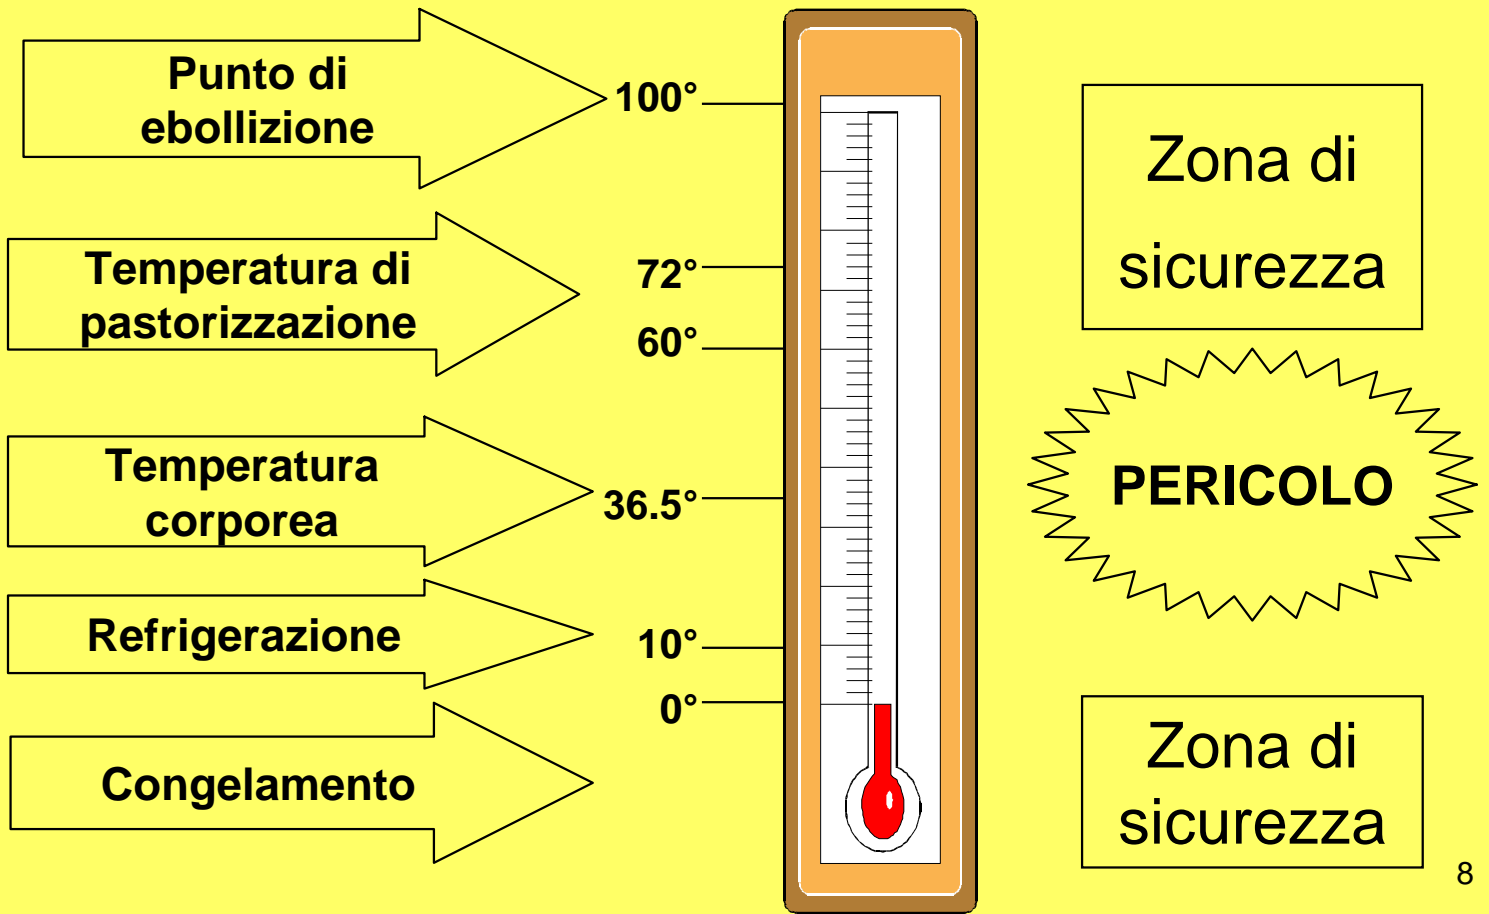 Punto di
ebollizione
100°
Temperatura di
pastorizzazione
72°
60°
Temperatura
corporea
36.5°
Refrigerazione
10°
0°
Congelamento
Zona di
sicurezza
PERICOLO
Zona di
sicurezza
8